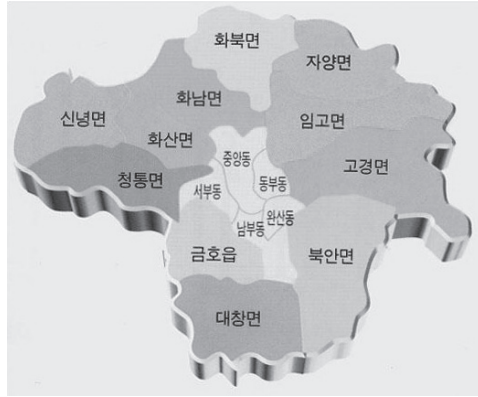 화북면
자양면
화남면
신녕면
임고면
화산면
중앙동
고경면
청통면
동부동
서부동
완산동
남부동
금호읍
북안면
대창면